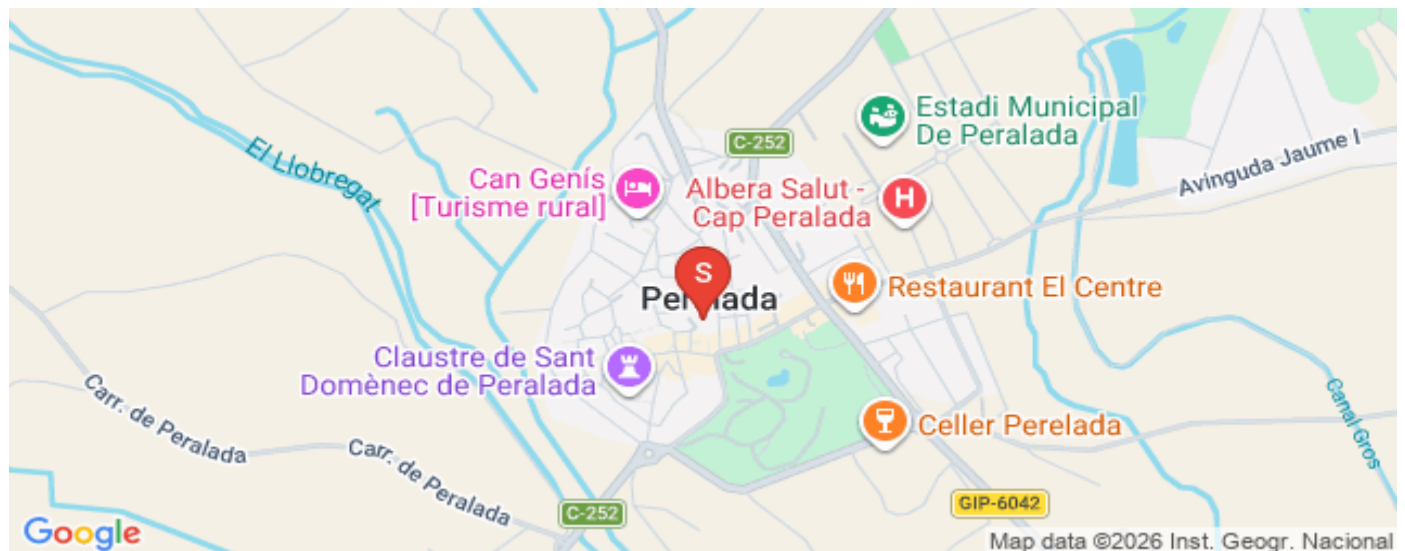 Estadi Municipal
De Peralada
C-252
Avinguda Jaume I
El Llobregat
Can Genís
[Turisme rural]
Albera Salut -
Cap Peralada
H
S
Peralada
Restaurant El Centre
Claustre de Sant
Domènec de Peralada
Carr. de Peralada
Canal Gros
Celler Perelada
Carr. de Peralada
C-252
GIP-6042
Google
Map data ©2026 Inst. Geogr. Nacional